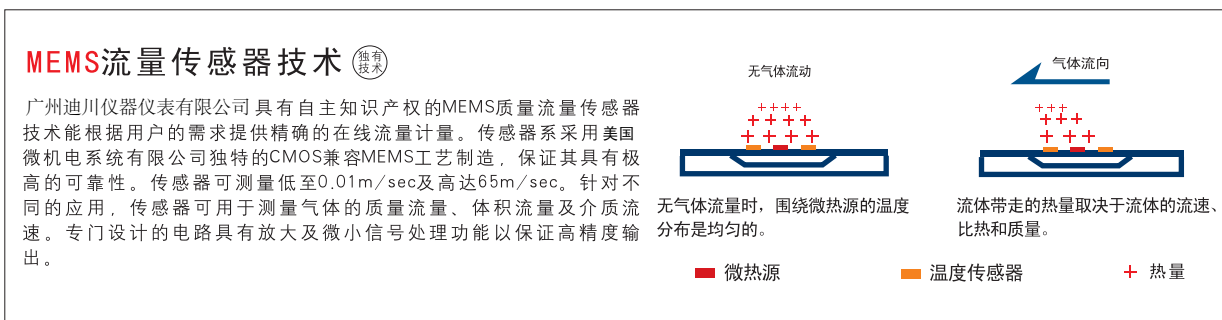 MEMS流量传感器技术 独有技术
广州迪川仪器仪表有限公司具有自主知识产权的MEMS质量流量传感器
技术能根据用户的需求提供精确的在线流量计量。传感器系采用美国
微机电系统有限公司独特的CMOS兼容MEMS工艺制造，保证其具有极
高的可靠性。传感器可测量低至0.01m/sec及高达65m/sec。针对不
同的应用，传感器可用于测量气体的质量流量、体积流量及介质流
速。专门设计的电路具有放大及微小信号处理功能以保证高精度输
出。
无气体流动
无气体流量时，围绕微热源的温度
分布是均匀的。
气体流向
流体带走的热量取决于流体的流速、
比热和质量。
微热源
温度传感器
热量